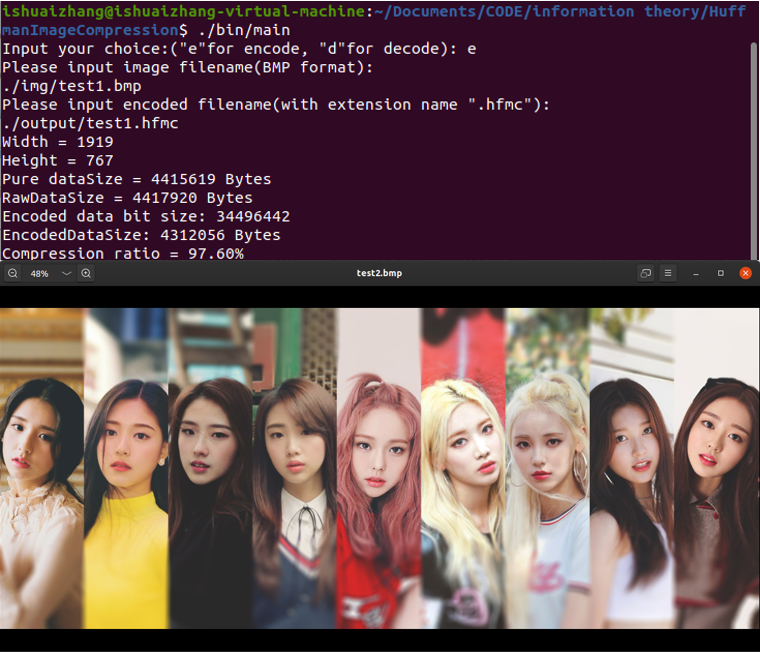 ishuaizhang@ishuaizhang-virtual-machine:~/Documents/CODE/information theory/Huff
manImageCompression$ ./bin/main
Input your choice:("e"for encode, "d"for decode): e
Please input image filename(BMP format):
./img/test1.bmp
Please input encoded filename(with extension name ".hfmc"):
./output/test1.hfmc
Width = 1919
Height = 767
Pure dataSize = 4415619 Bytes
RawDataSize = 4417920 Bytes
Encoded data bit size: 34496442
EncodedDataSize: 4312056 Bytes
Compression ratio = 97.60%
48%
test2.bmp